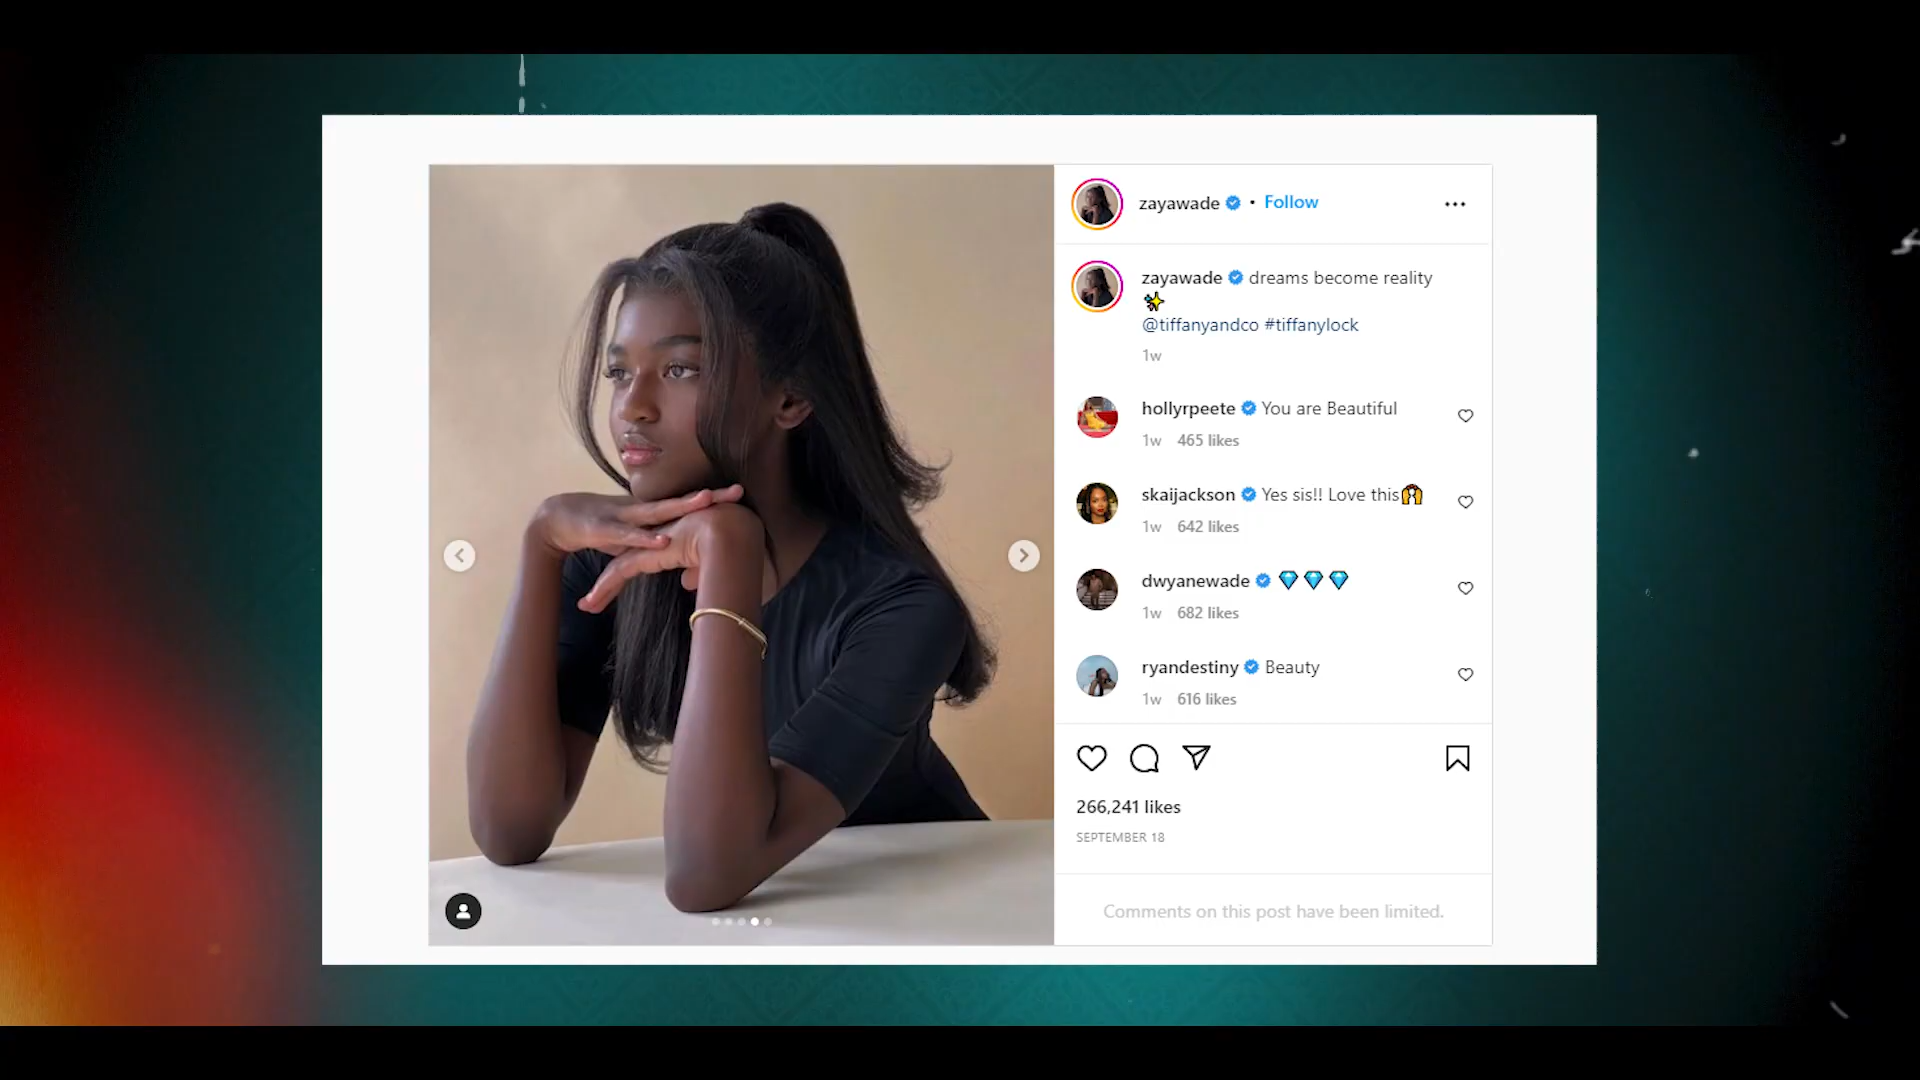 zayawade • Follow
zayawade dreams become reality
✨
@tiffanyandco #tiffanylock
1w
hollyrpeete You are Beautiful
1w 465 likes
skaijackson Yes sis!! Love this🙌
1w 642 likes
dwyanewade 💎💎💎
1w 682 likes
ryandestiny Beauty
1w 616 likes
266,241 likes
SEPTEMBER 18
Comments on this post have been limited.